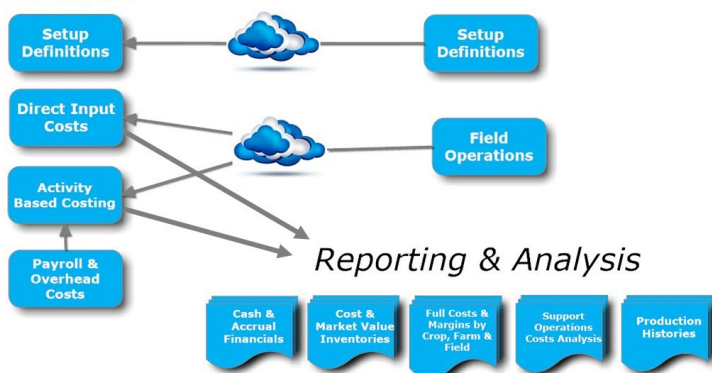 Setup
Definitions
Setup
Definitions
Direct Input
Costs
Field
Operations
Activity
Based Costing
Payroll &
Overhead
Costs
Reporting & Analysis
Cash &
Accrual
Financials
Cost &
Market Value
Inventories
Full Costs &
Margins by
Crop, Farm &
Field
Support
Operations
Costs Analysis
Production
Histories